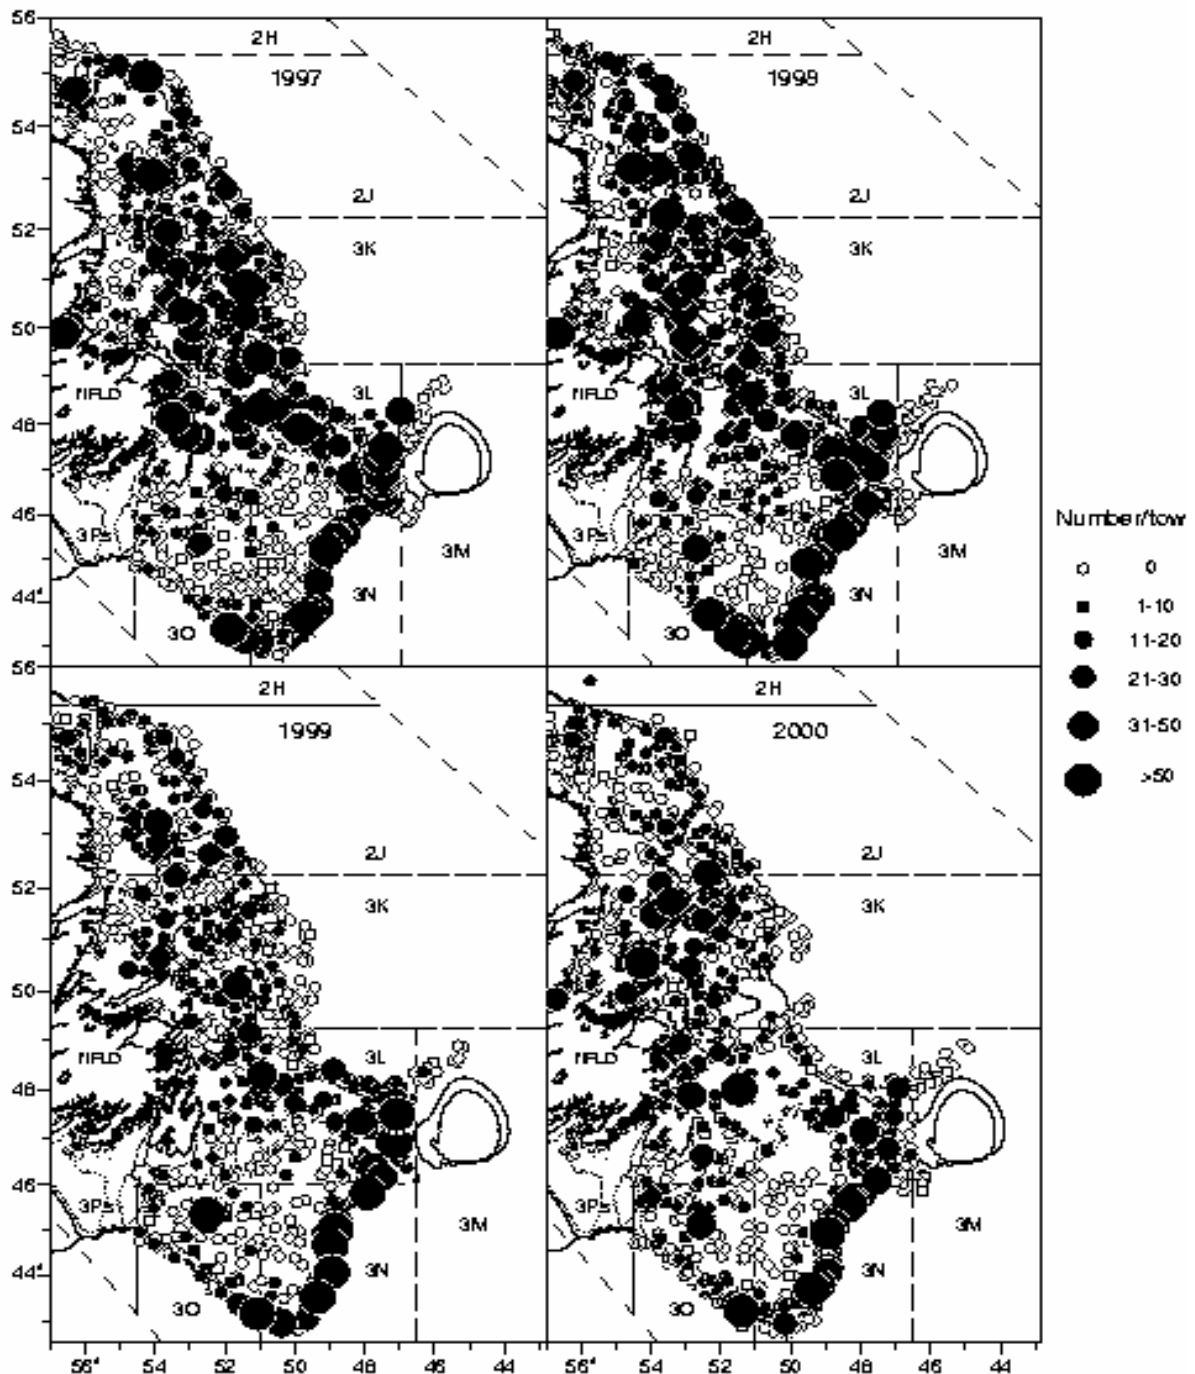 56
2H
2H
1997
1998
54
2J
2J
52
3K
3K
50
NFLD
3L
NFLD
3L
48
46
3Ps
3M
3Ps
3M
44°
3N
3N
3O
3O
Number/tow
0
1-10
11-20
21-30
31-50
>50
56
2H
2H
1999
2000
54
2J
2J
52
3K
3K
50
NFLD
3L
NFLD
3L
48
46
3Ps
3M
3Ps
3M
44°
3N
3N
3O
3O
56° 54 52 50 48 46 44 56° 54 52 50 48 46 44